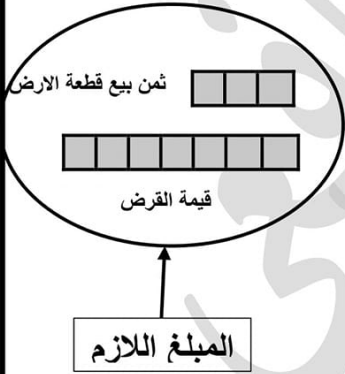 ثمن بيع قطعة الارض
قيمة القرض
المبلغ اللازم